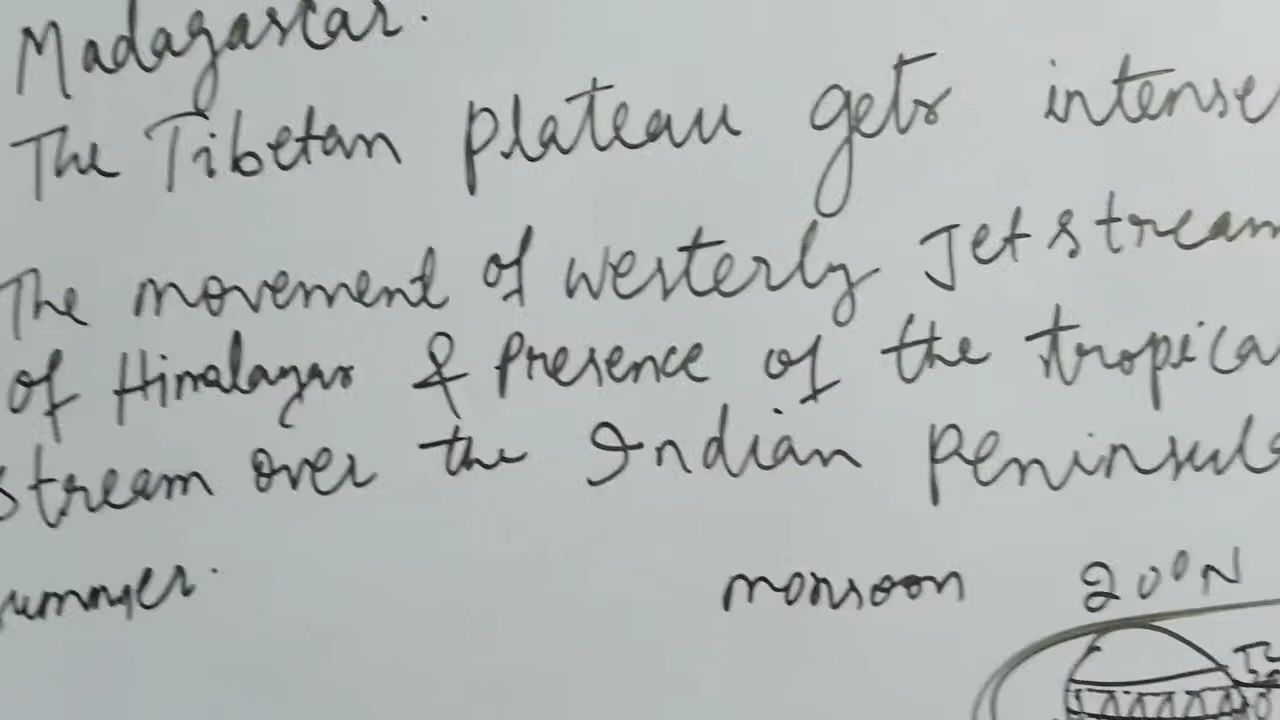 Madagascar.
The Tibetan plateau gets intense
The movement of westerly Jet stream
of Himalayas & Presence of the tropica
stream over the Indian Peninsula
summer.
monsoon 20°N